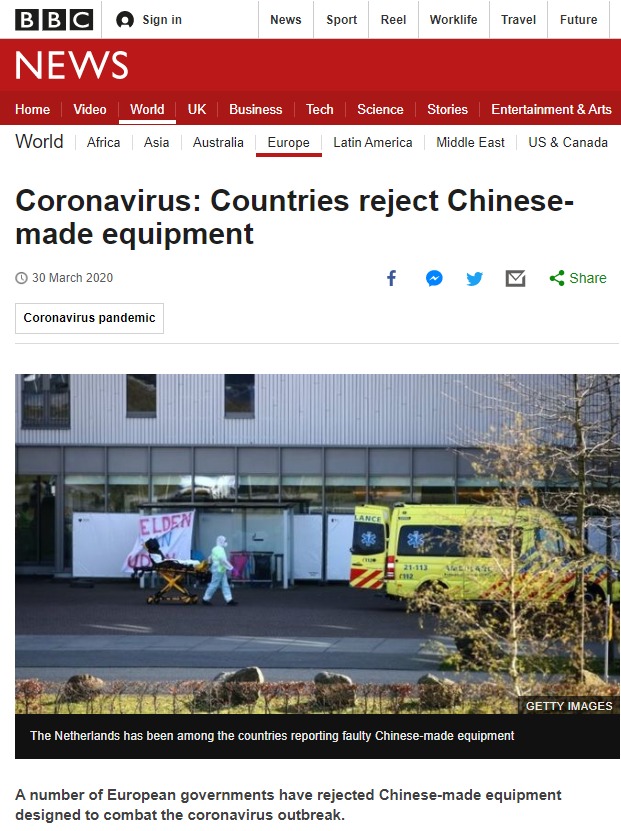 BBC Sign in News Sport Reel Worklife Travel Future
NEWS
Home Video World UK Business Tech Science Stories Entertainment & Arts
World Africa Asia Australia Europe Latin America Middle East US & Canada
Coronavirus: Countries reject Chinese-
made equipment
30 March 2020 Share
Coronavirus pandemic
ELDEN
21-113
112
GETTY IMAGES
The Netherlands has been among the countries reporting faulty Chinese-made equipment
A number of European governments have rejected Chinese-made equipment
designed to combat the coronavirus outbreak.